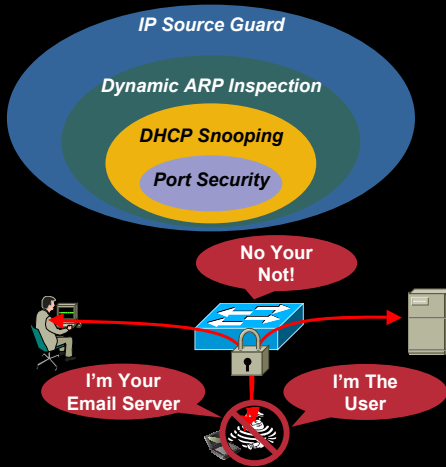 IP Source Guard
Dynamic ARP Inspection
DHCP Snooping
Port Security
No Your
Not!
I'm Your
Email Server
I'm The
User